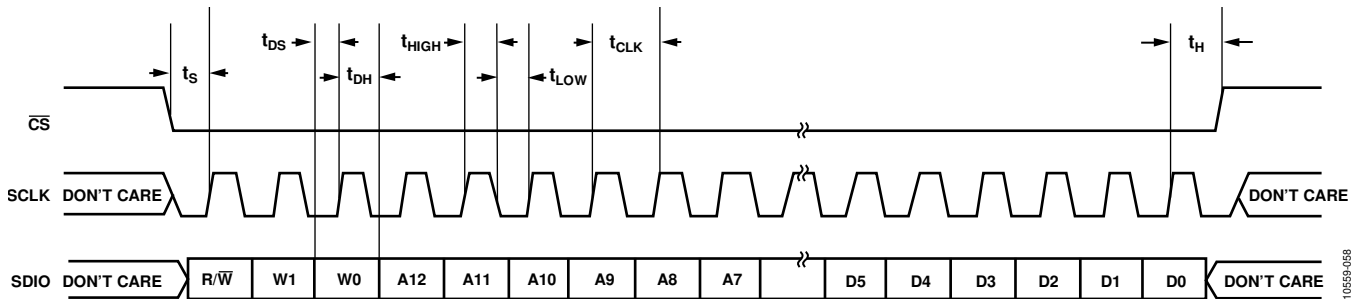 tDS tHIGH tCLK tH
tS tDH tLOW
CS
SCLK DON'T CARE DON'T CARE
SDIO DON'T CARE R/W W1 W0 A12 A11 A10 A9 A8 A7 D5 D4 D3 D2 D1 D0 DON'T CARE
10559-058